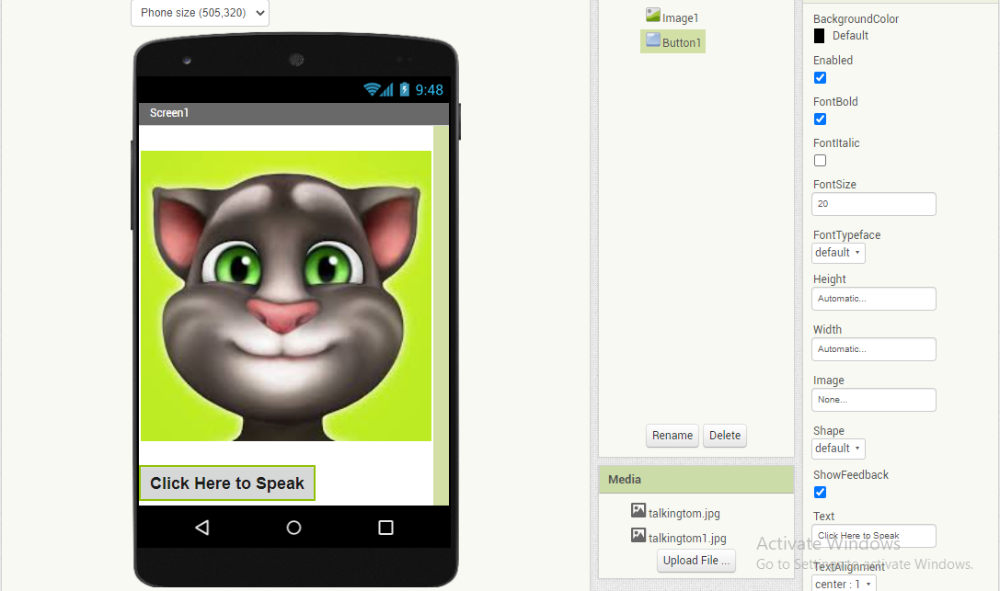 Phone size (505,320)
9:48
Screen1
Click Here to Speak
Image1
Button1
Rename
Delete
Media
talkingtom.jpg
talkingtom1.jpg
Upload File ...
BackgroundColor
Default
Enabled
FontBold
FontItalic
FontSize
20
FontTypeface
default
Height
Automatic...
Width
Automatic...
Image
None...
Shape
default
ShowFeedback
Text
Click Here to Speak
Activate Windows
Go to Settings to activate Windows.
TextAlignment
center : 1